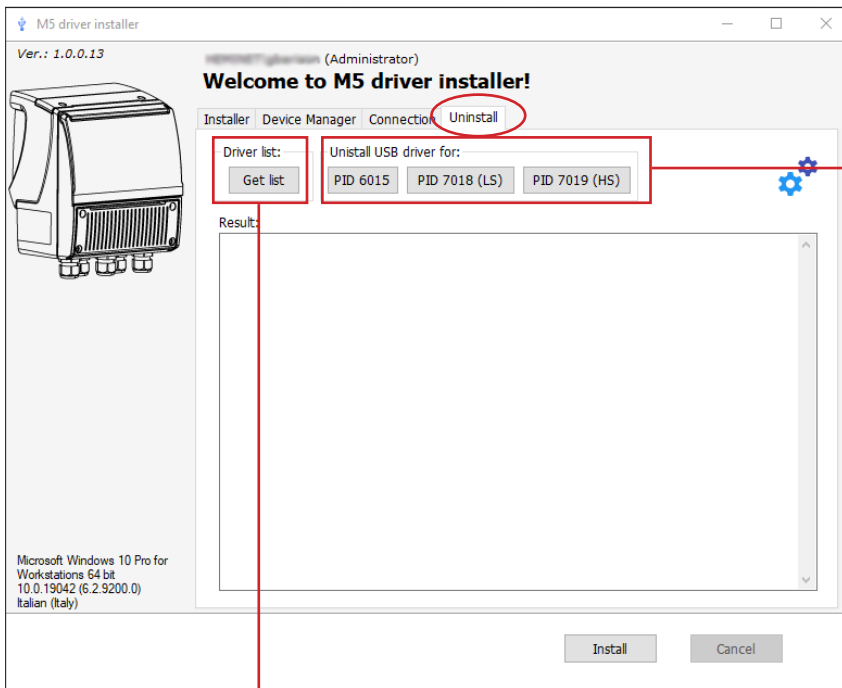 M5 driver installer
Ver.: 1.0.0.13
(Administrator)
Welcome to M5 driver installer!
Installer Device Manager Connection Uninstall
Driver list: Unistall USB driver for:
Get list PID 6015 PID 7018 (LS) PID 7019 (HS)
Result:
Microsoft Windows 10 Pro for
Workstations 64 bit
10.0.19042 (6.2.9200.0)
Italian (Italy)
Install Cancel